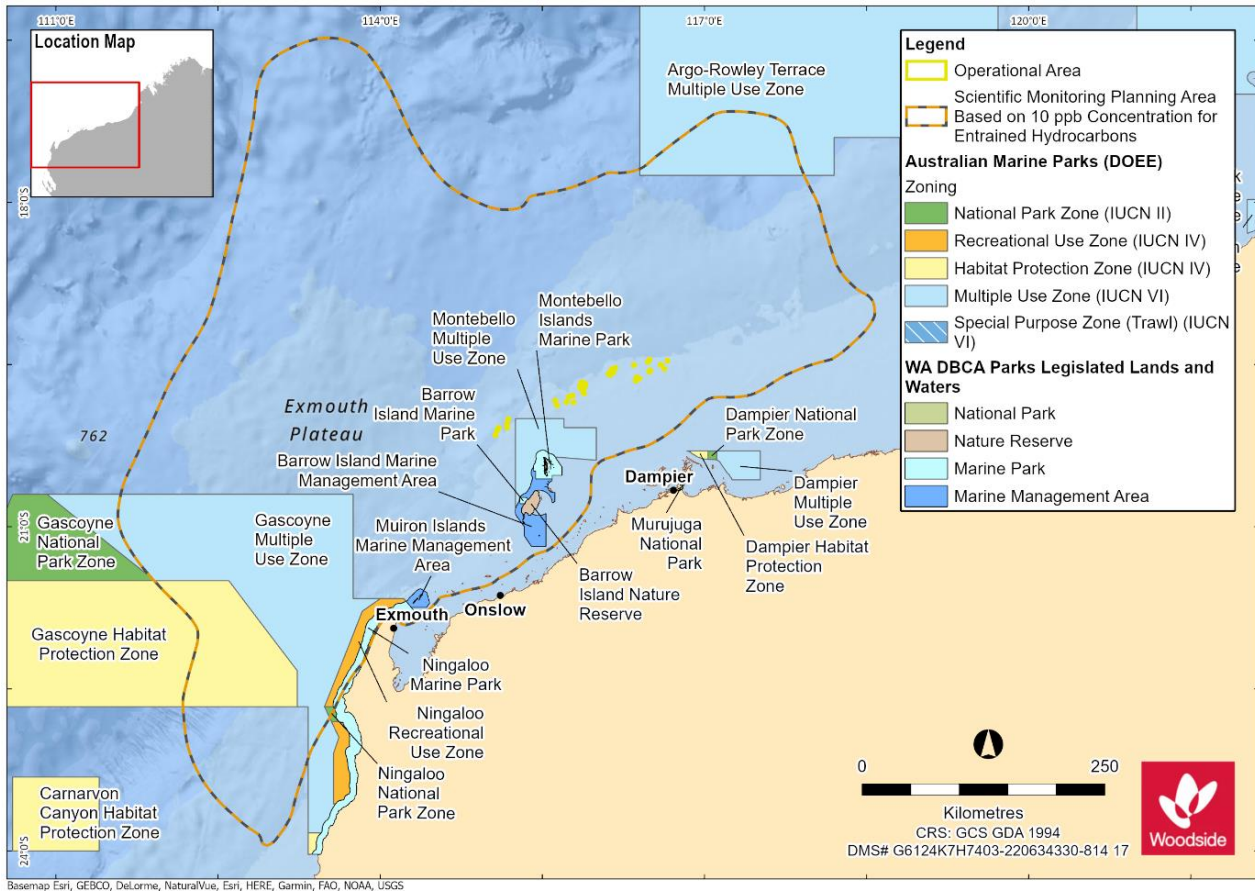 111°0'E
114°0'E
117°0'E
120°0'E
Location Map
18°0'S
21°0'S
24°0'S
Argo-Rowley Terrace
Multiple Use Zone
Legend
Operational Area
Scientific Monitoring Planning Area
Based on 10 ppb Concentration for
Entrained Hydrocarbons
Australian Marine Parks (DOEE)
Zoning
National Park Zone (IUCN II)
Recreational Use Zone (IUCN IV)
Habitat Protection Zone (IUCN IV)
Multiple Use Zone (IUCN VI)
Special Purpose Zone (Trawl) (IUCN
VI)
WA DBCA Parks Legislated Lands and
Waters
National Park
Nature Reserve
Marine Park
Marine Management Area
Montebello
Islands
Marine Park
Montebello
Multiple
Use Zone
Barrow
Island Marine
Park
Exmouth
Plateau
762
Barrow Island Marine
Management Area
Dampier National
Park Zone
Dampier
Dampier
Multiple
Use Zone
Murujuga
National
Park
Dampier Habitat
Protection
Zone
Muiron Islands
Marine Management
Area
Barrow
Island Nature
Reserve
Gascoyne
National
Park Zone
Gascoyne
Multiple
Use Zone
Exmouth
Onslow
Gascoyne Habitat
Protection Zone
Ningaloo
Marine Park
Ningaloo
Recreational
Use Zone
Ningaloo
National
Park Zone
Carnarvon
Canyon Habitat
Protection Zone
0
250
Kilometres
CRS: GCS GDA 1994
DMS# G6124K7H7403-220634330-814 17
Woodside
Basemap Esri, GEBCO, DeLorme, NaturalVue, Esri, HERE, Garmin, FAO, NOAA, USGS